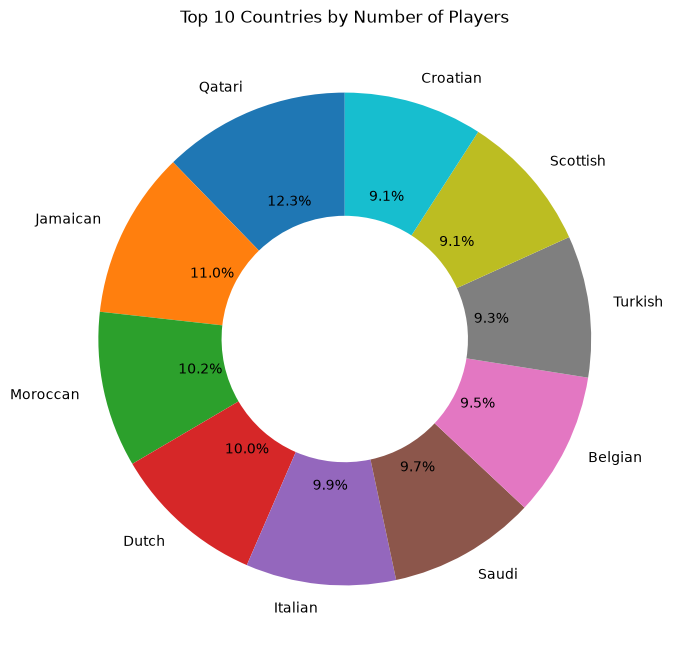 Top 10 Countries by Number of Players
Croatian
Qatari
Scottish
9.1%
12.3%
Jamaican
9.1%
11.0%
Turkish
9.3%
10.2%
Moroccan
9.5%
10.0%
Belgian
9.7%
9.9%
Dutch
Saudi
Italian